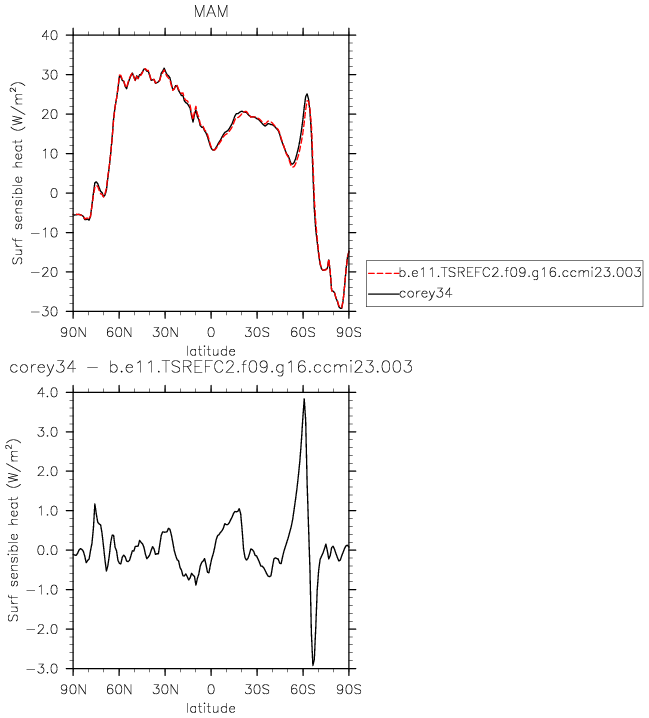 MAM
40
30
20
10
0
−10
−20
−30
Surf sensible heat (W/m²)
90N 60N 30N 0 30S 60S 90S
latitude
b.e11.TSREFC2.f09.g16.ccmi23.003
corey34
corey34 − b.e11.TSREFC2.f09.g16.ccmi23.003
4.0
3.0
2.0
1.0
0.0
−1.0
−2.0
−3.0
Surf sensible heat (W/m²)
90N 60N 30N 0 30S 60S 90S
latitude